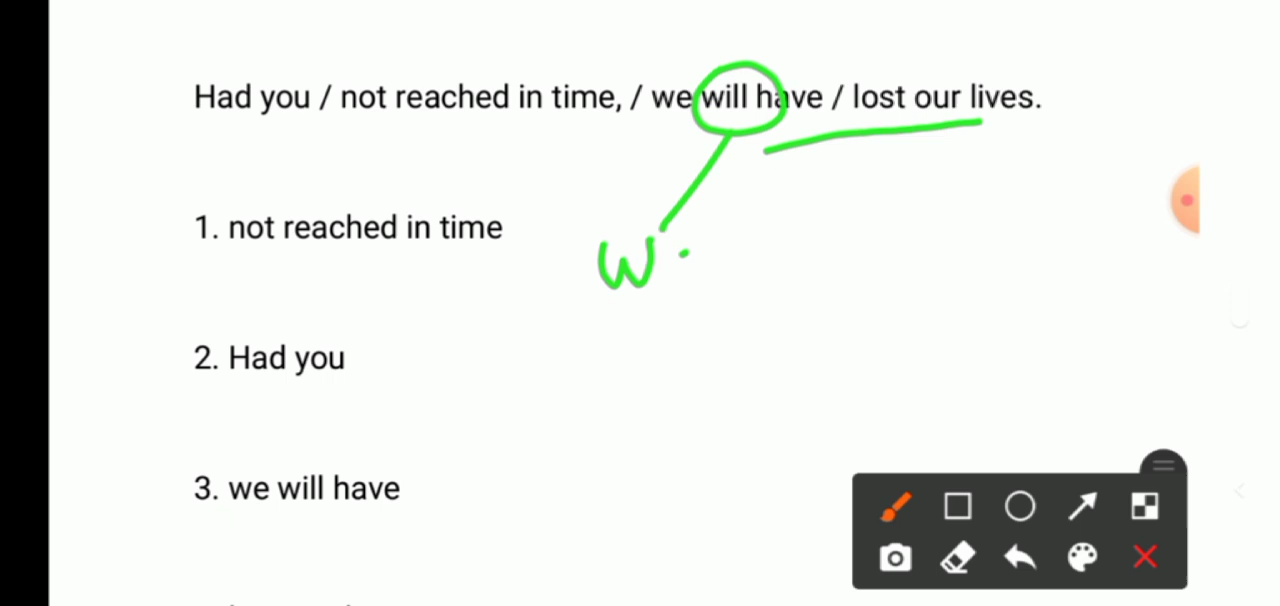 Had you / not reached in time, / we will have / lost our lives.
W
1. not reached in time
2. Had you
3. we will have